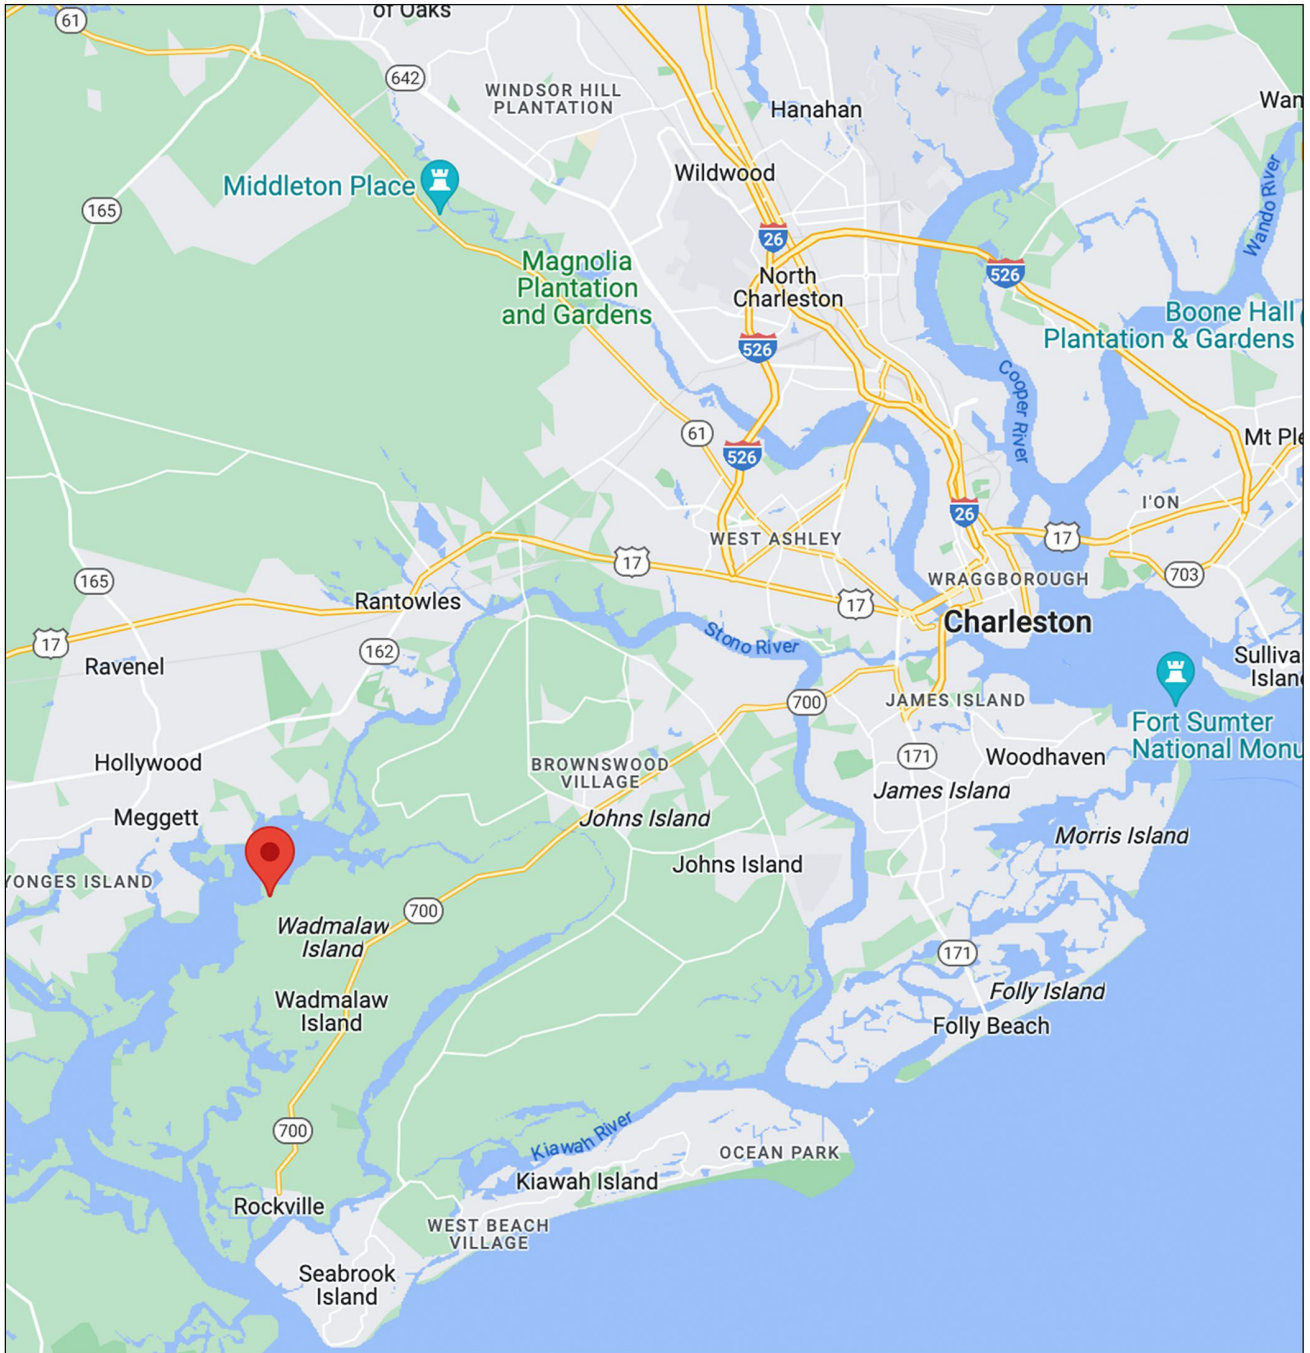 of Oaks
61
642
WINDSOR HILL
PLANTATION
Hanahan
Wan
Wildwood
Middleton Place
165
Wando River
26
Magnolia
Plantation
and Gardens
526
North
Charleston
Boone Hall
Plantation & Gardens
526
Cooper River
61
526
Mt Ple
I'ON
26
WEST ASHLEY
17
17
165
WRAGGBOROUGH
703
Rantowles
17
Charleston
17
Stono River
162
Ravenel
Sulliva
Islan
700
JAMES ISLAND
Fort Sumter
National Monu
Hollywood
BROWNSWOOD
VILLAGE
171
Woodhaven
James Island
Meggett
Johns Island
Morris Island
Johns Island
YONGES ISLAND
700
Wadmalaw
Island
171
Wadmalaw
Island
Folly Island
Folly Beach
700
Kiawah River
OCEAN PARK
Kiawah Island
Rockville
WEST BEACH
VILLAGE
Seabrook
Island